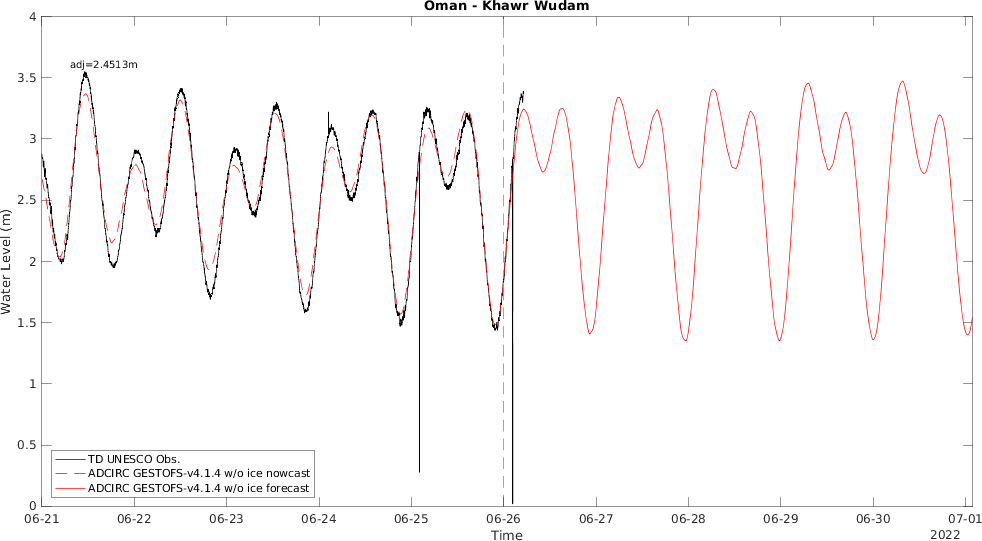 Oman - Khawr Wudam
adj=2.4513m
4
3.5
3
2.5
2
1.5
1
0.5
0
Water Level (m)
TD UNESCO Obs.
ADCIRC GESTOFS-v4.1.4 w/o ice nowcast
ADCIRC GESTOFS-v4.1.4 w/o ice forecast
06-21 06-22 06-23 06-24 06-25 06-26 06-27 06-28 06-29 06-30 07-01
Time
2022